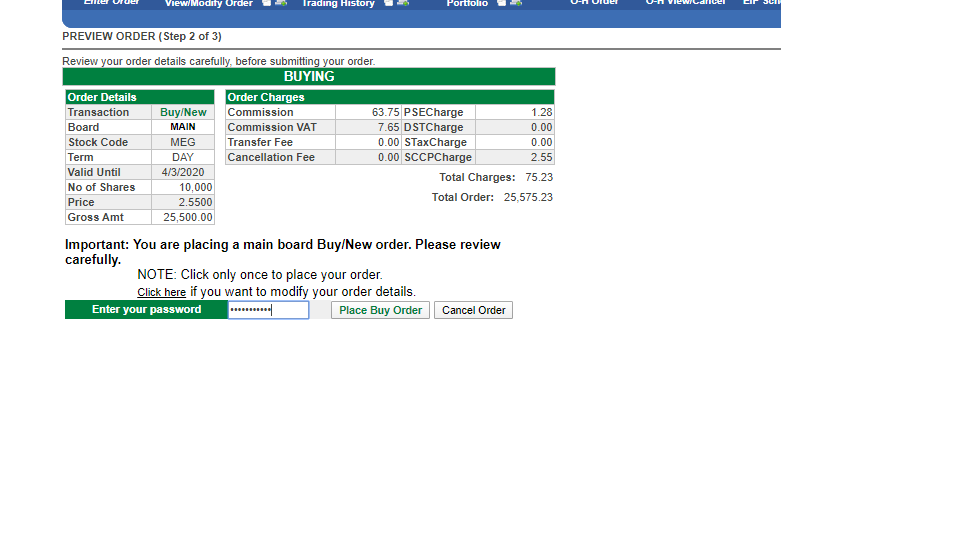 Enter Order View/Modify Order Trading History Portfolio O-H Order O-H View/Cancel EIP Sch
PREVIEW ORDER (Step 2 of 3)
Review your order details carefully, before submitting your order.
BUYING
Order Details Order Charges
Transaction Buy/New Commission 63.75 PSECharge 1.28
Board MAIN Commission VAT 7.65 DSTCharge 0.00
Stock Code MEG Transfer Fee 0.00 STaxCharge 0.00
Term DAY Cancellation Fee 0.00 SCCPCharge 2.55
Valid Until 4/3/2020 Total Charges: 75.23
No of Shares 10,000
Price 2.5500 Total Order: 25,575.23
Gross Amt 25,500.00
Important: You are placing a main board Buy/New order. Please review
carefully.
NOTE: Click only once to place your order.
Click here if you want to modify your order details.
Enter your password ••••••••••• Place Buy Order Cancel Order